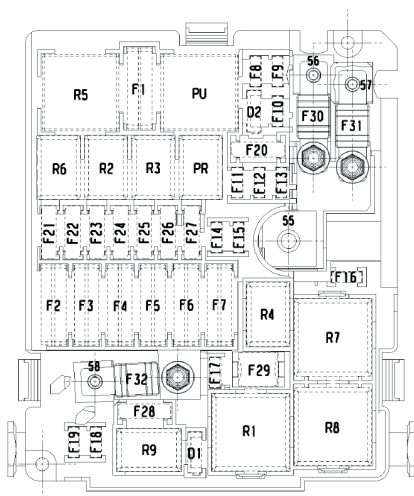 56
F8 F9
57
R5 F1 PU
D2 F10
F30
F31
F20
R6 R2 R3 PR
F11 F12 F13
F21 F22 F23 F24 F25 F26 F27
55
F14 F15
F16
F2 F3 F4 F5 F6 F7
R4
R7
58
F32
F17 F29
F28
R1 R8
F19 F18
R9 D1